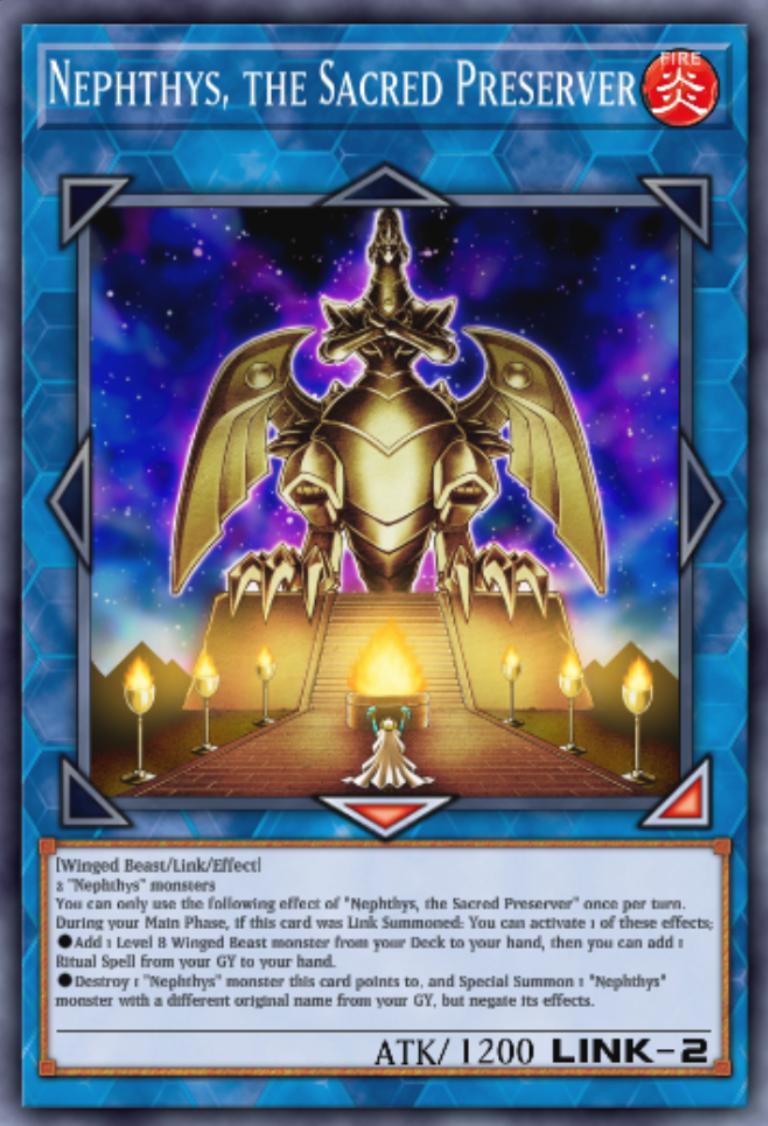 NEPHTHYS, THE SACRED PRESERVER
FIRE
炎
[Winged Beast/Link/Effect]
2 "Nephthys" monsters
You can only use the following effect of "Nephthys, the Sacred Preserver" once per turn.
During your Main Phase, if this card was Link Summoned: You can activate 1 of these effects;
●Add 1 Level 8 Winged Beast monster from your Deck to your hand, then you can add 1
Ritual Spell from your GY to your hand.
●Destroy 1 "Nephthys" monster this card points to, and Special Summon 1 "Nephthys"
monster with a different original name from your GY, but negate its effects.
ATK/ 1200 LINK-2